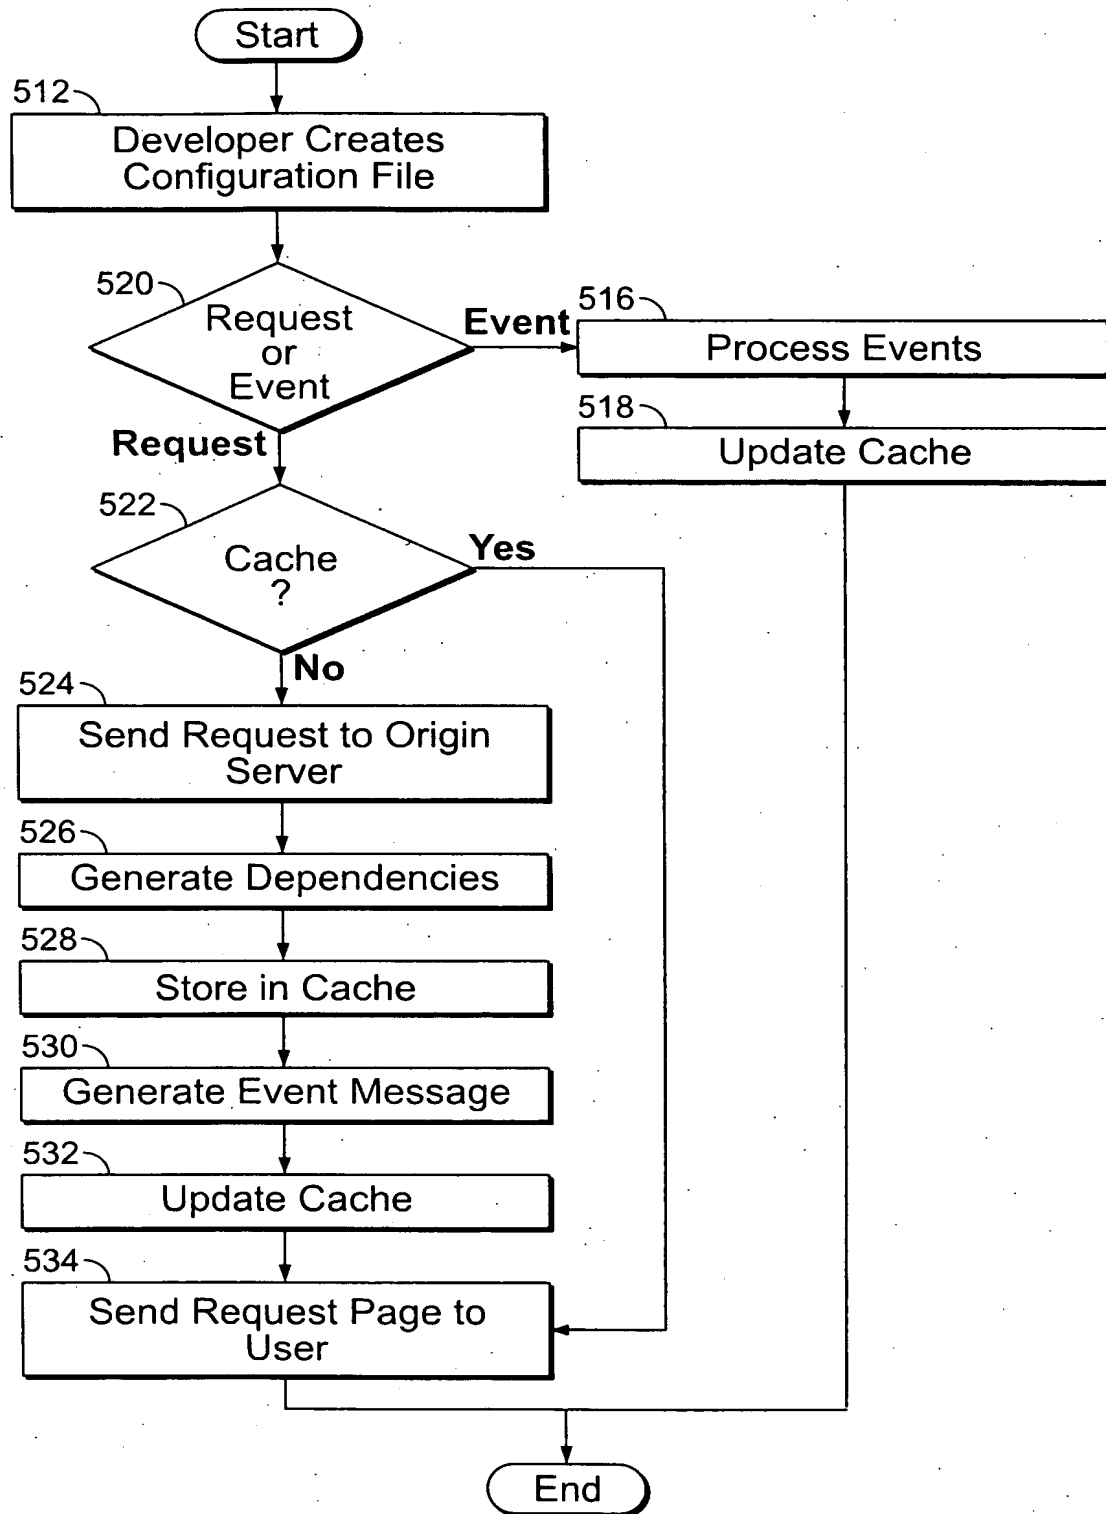 Start
512
Developer Creates
Configuration File
520
Request
or
Event
Event
516
Process Events
518
Update Cache
Request
522
Cache
?
Yes
No
524
Send Request to Origin
Server
526
Generate Dependencies
528
Store in Cache
530
Generate Event Message
532
Update Cache
534
Send Request Page to
User
End